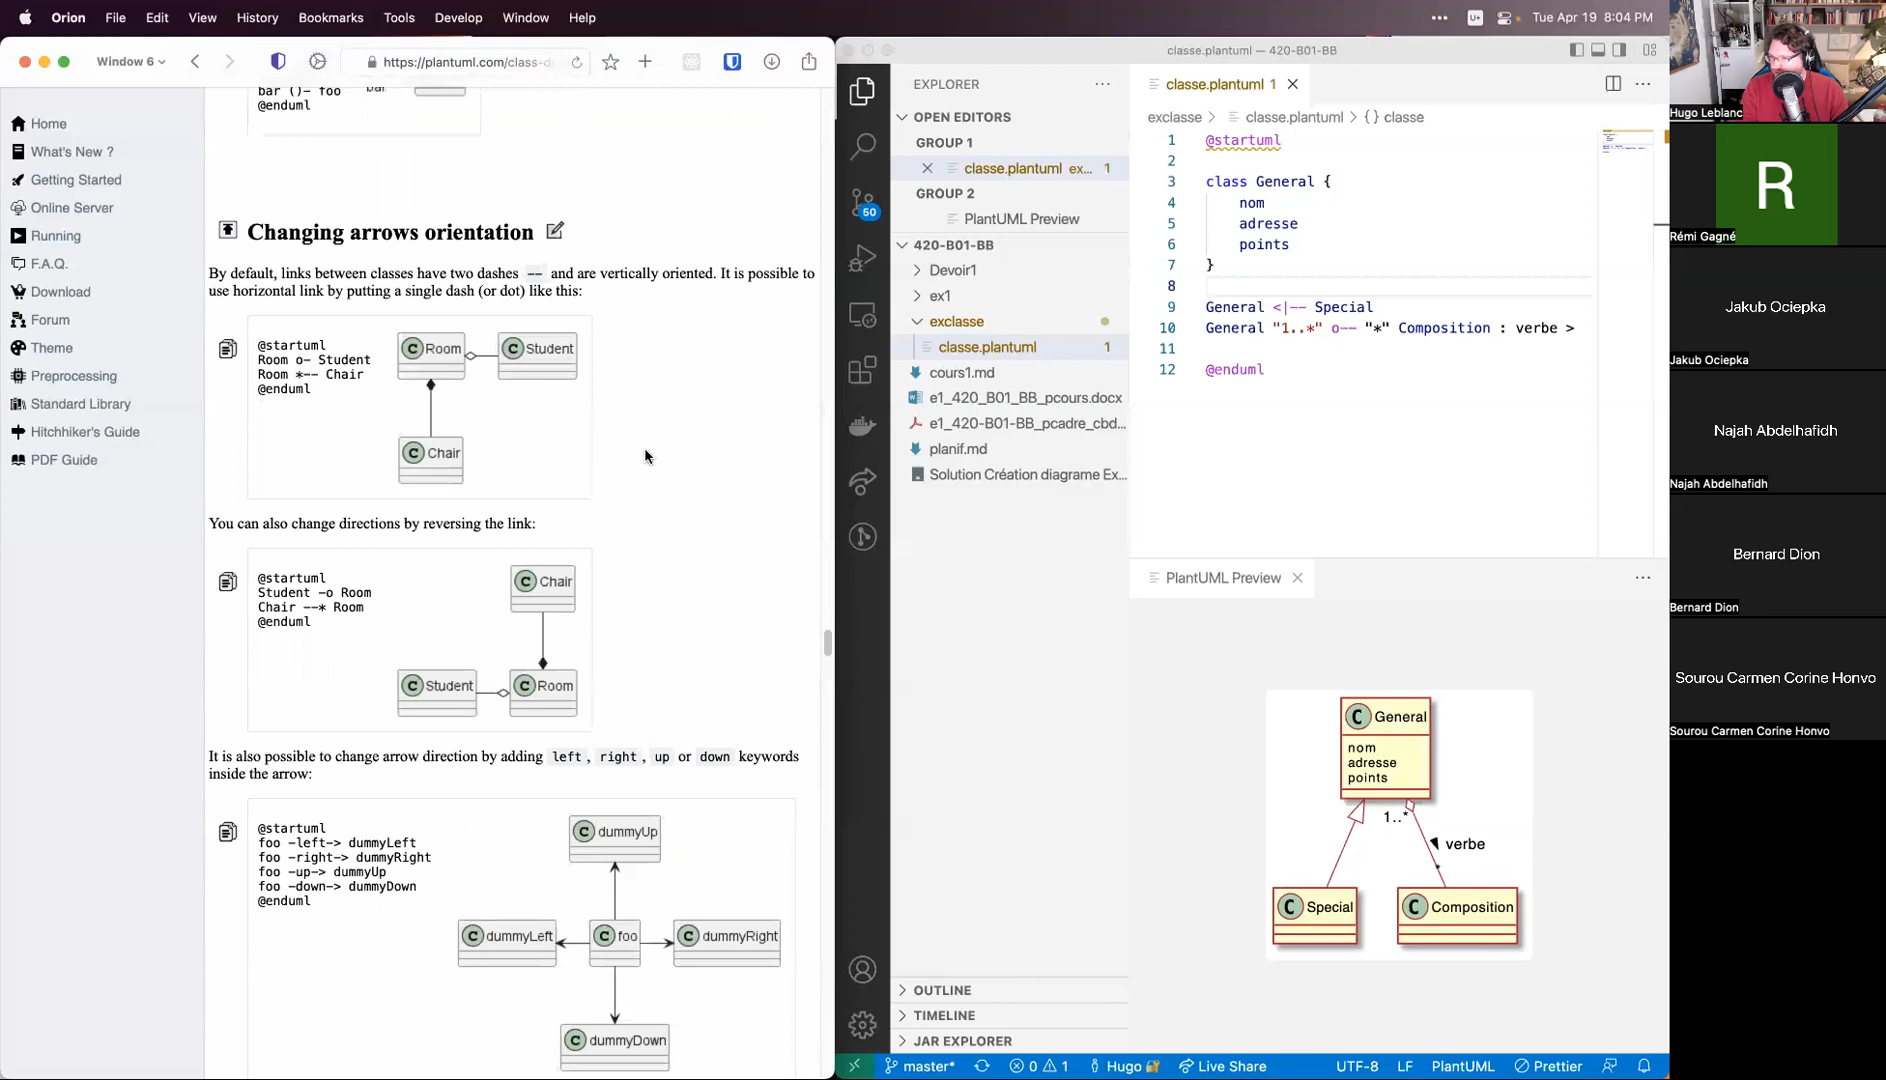 Orion File Edit View History Bookmarks Tools Develop Window Help
Tue Apr 19 8:04 PM
Window 6
https://plantuml.com/class-d
bar ()- foo
@enduml
bar
Home
What's New ?
Getting Started
Online Server
Running
F.A.Q.
Download
Forum
Theme
Preprocessing
Standard Library
Hitchhiker's Guide
PDF Guide
Changing arrows orientation
By default, links between classes have two dashes -- and are vertically oriented. It is possible to
use horizontal link by putting a single dash (or dot) like this:
@startuml
Room o- Student
Room *-- Chair
@enduml
C Room
C Student
C Chair
You can also change directions by reversing the link:
@startuml
Student -o Room
Chair --* Room
@enduml
C Chair
C Student
C Room
It is also possible to change arrow direction by adding left , right , up or down keywords
inside the arrow:
@startuml
foo -left-> dummyLeft
foo -right-> dummyRight
foo -up-> dummyUp
foo -down-> dummyDown
@enduml
C dummyUp
C dummyLeft
C foo
C dummyRight
C dummyDown
classe.plantuml — 420-B01-BB
EXPLORER
OPEN EDITORS
GROUP 1
classe.plantuml ex... 1
GROUP 2
PlantUML Preview
420-B01-BB
Devoir1
ex1
exclasse
classe.plantuml 1
cours1.md
e1_420_B01_BB_pcours.docx
e1_420-B01-BB_pcadre_cbd...
planif.md
Solution Création diagrame Ex...
OUTLINE
TIMELINE
JAR EXPLORER
50
classe.plantuml 1
exclasse > classe.plantuml > {} classe
1 @startuml
2
3 class General {
4 nom
5 adresse
6 points
7 }
8
9 General <|-- Special
10 General "1..*" o-- "*" Composition : verbe >
11
12 @enduml
PlantUML Preview
C General
nom
adresse
points
1..*
verbe
*
C Special
C Composition
master* 0 1 Hugo Live Share UTF-8 LF PlantUML Prettier
Hugo Leblanc
R
Rémi Gagné
Jakub Ociepka
Jakub Ociepka
Najah Abdelhafidh
Najah Abdelhafidh
Bernard Dion
Bernard Dion
Sourou Carmen Corine Honvo
Sourou Carmen Corine Honvo